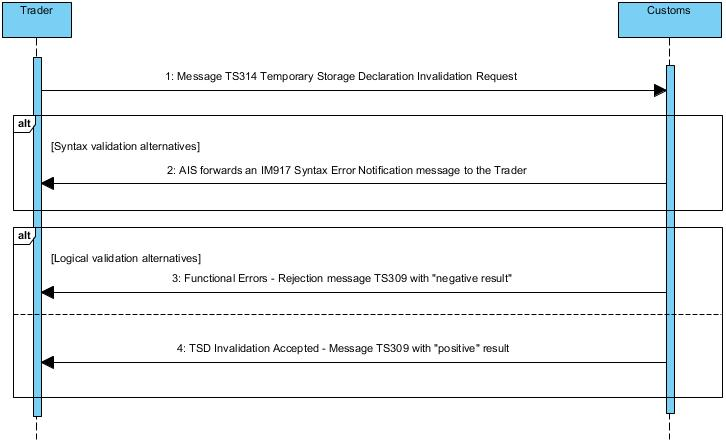 Trader
Customs
1: Message TS314 Temporary Storage Declaration Invalidation Request
alt
[Syntax validation alternatives]
2: AIS forwards an IM917 Syntax Error Notification message to the Trader
alt
[Logical validation alternatives]
3: Functional Errors - Rejection message TS309 with "negative result"
4: TSD Invalidation Accepted - Message TS309 with "positive" result